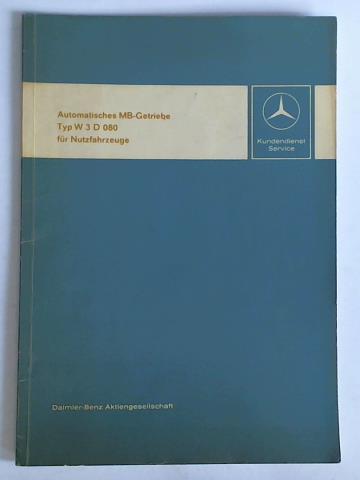 Automatisches MB-Getriebe
Typ W 3 D 080
für Nutzfahrzeuge
Kundendienst
Service
Daimler-Benz Aktiengesellschaft